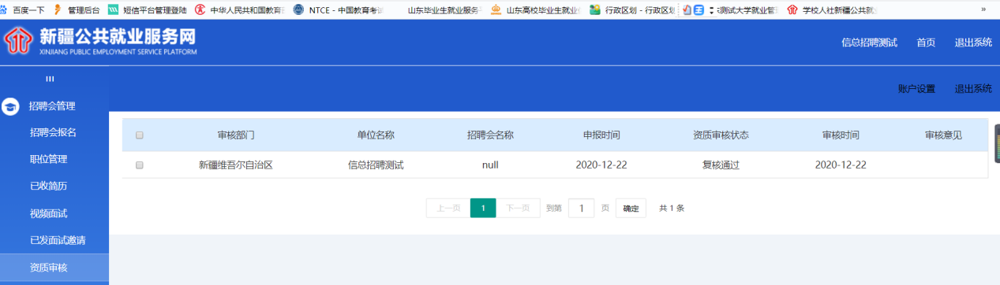 百度一下 管理后台 短信平台管理登陆 中华人民共和国教育 NTCE - 中国教育考试 山东毕业生就业服务 山东高校毕业生就业 行政区划 - 行政区划 测试大学就业管理 学校人社新疆公共就业 »
新疆公共就业服务网
XINJIANG PUBLIC EMPLOYMENT SERVICE PLATFORM
信总招聘测试 首页 退出系统
账户设置 退出系统
招聘会管理
招聘会报名
职位管理
已收简历
视频面试
已发面试邀请
资质审核
审核部门 单位名称 招聘会名称 申报时间 资质审核状态 审核时间 审核意见
新疆维吾尔自治区 信总招聘测试 null 2020-12-22 复核通过 2020-12-22
上一页 1 下一页 到第 1 页 确定 共 1 条